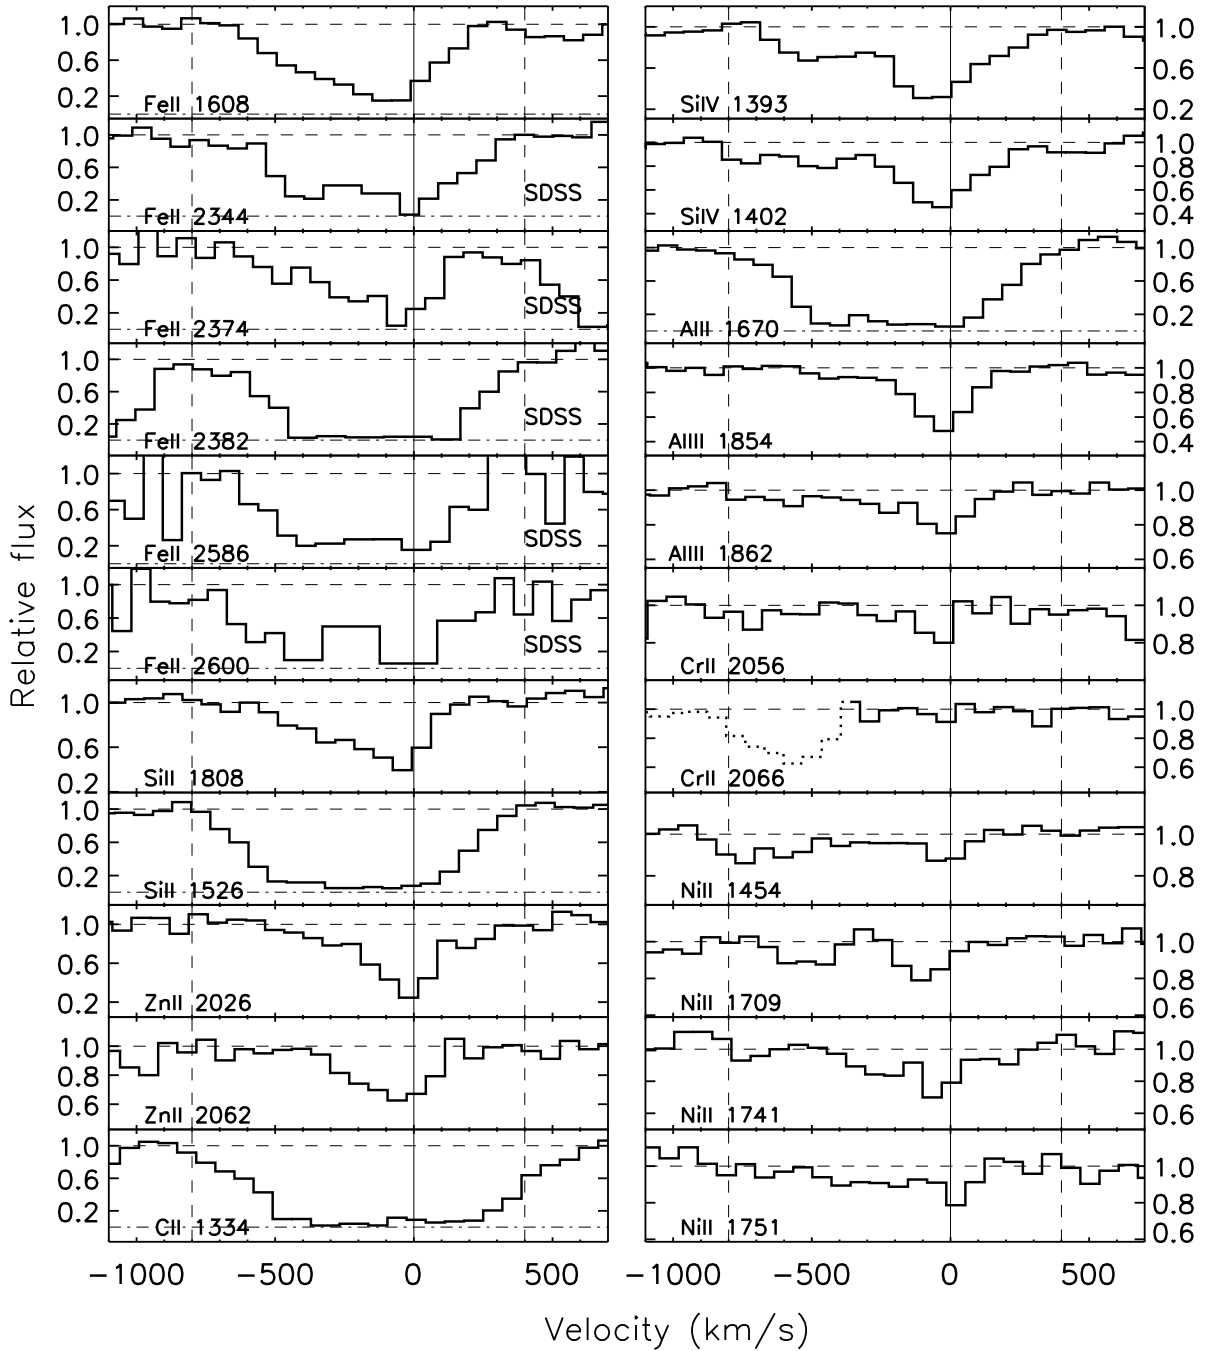 Relative flux
1.0
0.6
0.2
FeII 1608
1.0
0.6
0.2
FeII 2344
SDSS
1.0
0.6
0.2
FeII 2374
SDSS
1.0
0.6
0.2
FeII 2382
SDSS
1.0
0.6
0.2
FeII 2586
SDSS
1.0
0.6
0.2
FeII 2600
SDSS
1.0
0.6
0.2
SiII 1808
1.0
0.6
0.2
SiII 1526
1.0
0.6
0.2
ZnII 2026
1.0
0.8
0.6
ZnII 2062
1.0
0.6
0.2
CII 1334
−1000 −500 0 500
1.0
0.6
0.2
SiIV 1393
1.0
0.8
0.6
0.4
SiIV 1402
1.0
0.6
0.2
AlII 1670
1.0
0.8
0.6
0.4
AlIII 1854
1.0
0.8
0.6
AlIII 1862
1.0
0.8
CrII 2056
1.0
0.8
0.6
CrII 2066
1.0
0.8
NiII 1454
1.0
0.8
0.6
NiII 1709
1.0
0.8
0.6
NiII 1741
1.0
0.8
0.6
NiII 1751
−1000 −500 0 500
Velocity (km/s)